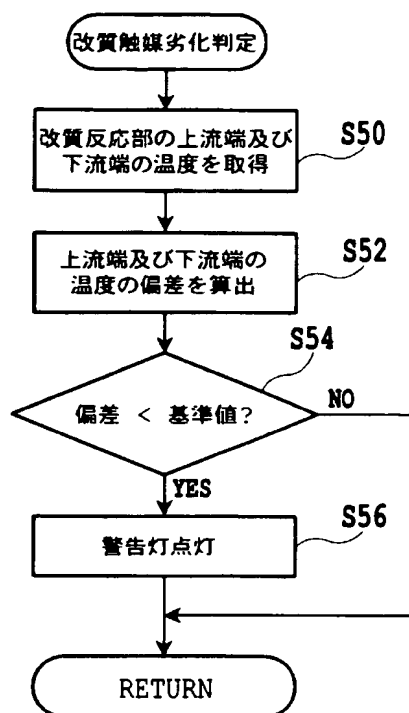 改質触媒劣化判定
改質反応部の上流端及び
下流端の温度を取得
S50
上流端及び下流端の
温度の偏差を算出
S52
S54
偏差 < 基準値?
NO
YES
警告灯点灯
S56
RETURN